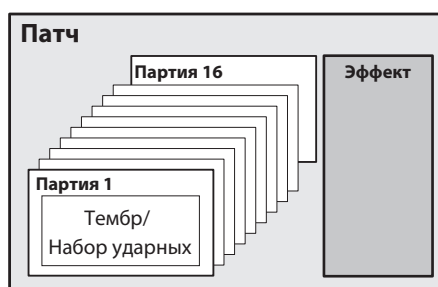 Патч
Партия 16
Эффект
Партия 1
Тембр/
Набор ударных